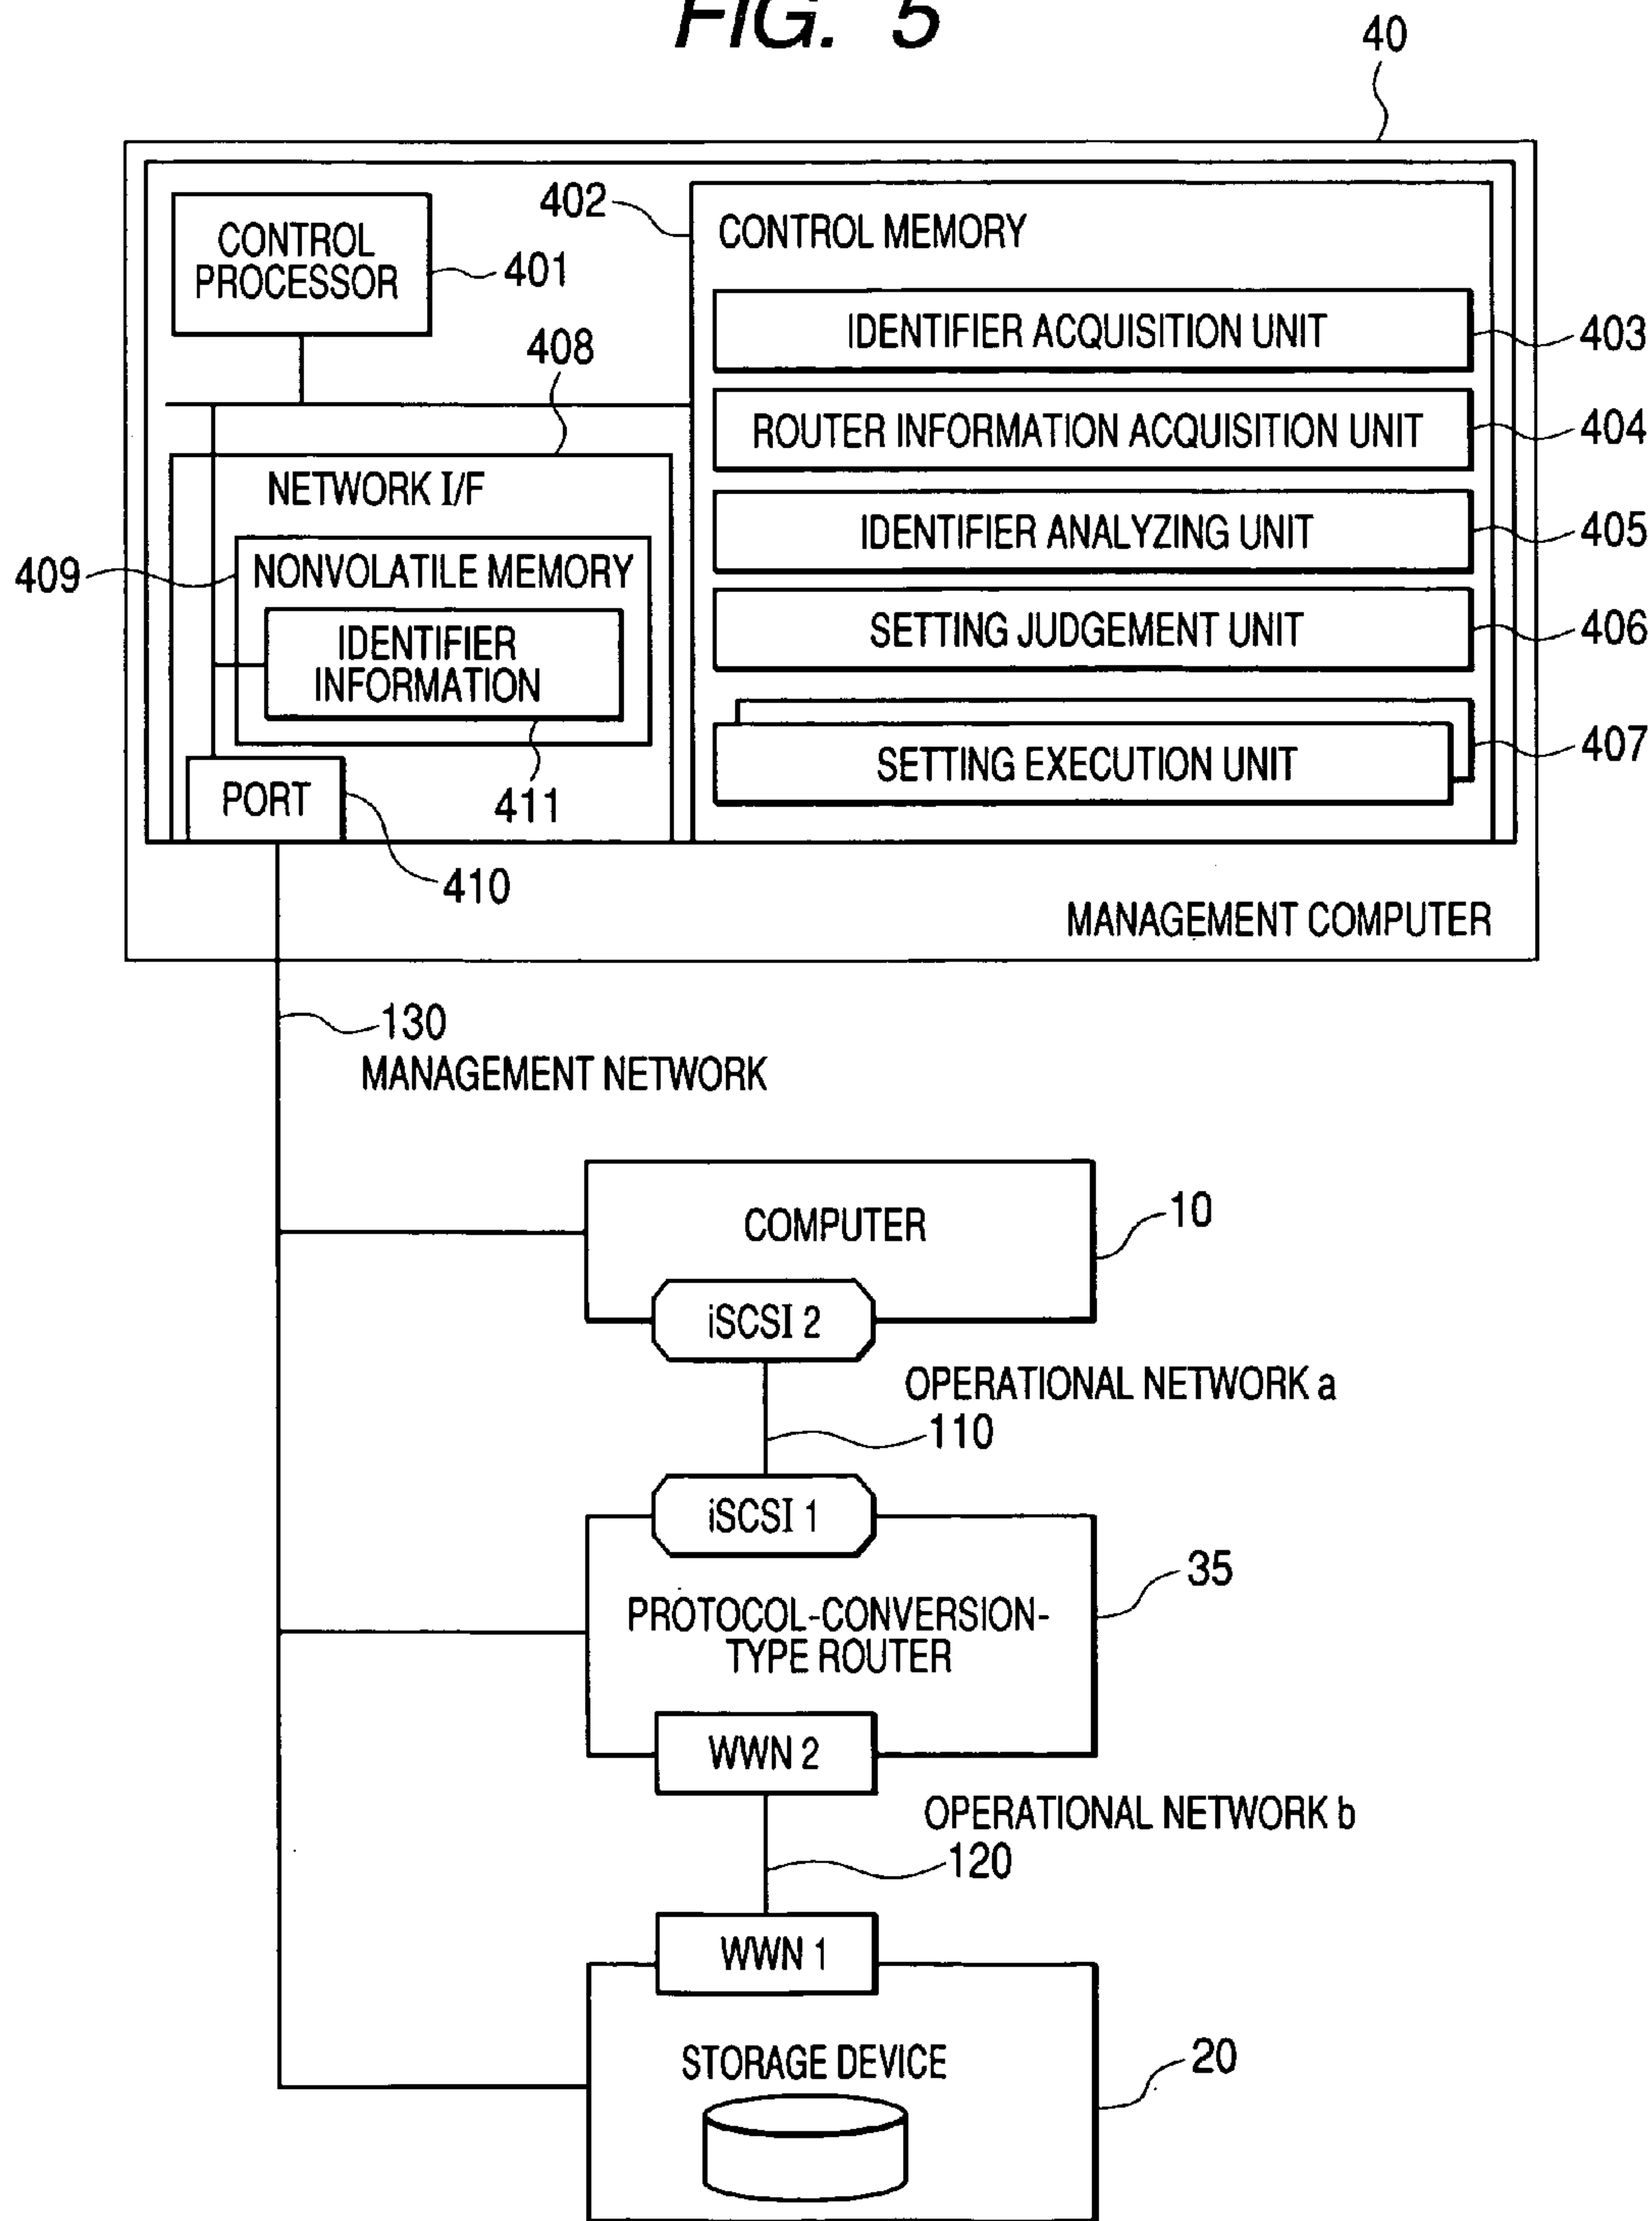 FIG. 5
40
402
CONTROL MEMORY
CONTROL
PROCESSOR
401
IDENTIFIER ACQUISITION UNIT
403
408
ROUTER INFORMATION ACQUISITION UNIT
404
NETWORK I/F
IDENTIFIER ANALYZING UNIT
405
409
NONVOLATILE MEMORY
IDENTIFIER
INFORMATION
SETTING JUDGEMENT UNIT
406
SETTING EXECUTION UNIT
407
PORT
411
410
MANAGEMENT COMPUTER
130
MANAGEMENT NETWORK
COMPUTER
10
iSCSI 2
OPERATIONAL NETWORK a
110
iSCSI 1
35
PROTOCOL-CONVERSION-
TYPE ROUTER
WWN 2
OPERATIONAL NETWORK b
120
WWN 1
STORAGE DEVICE
20